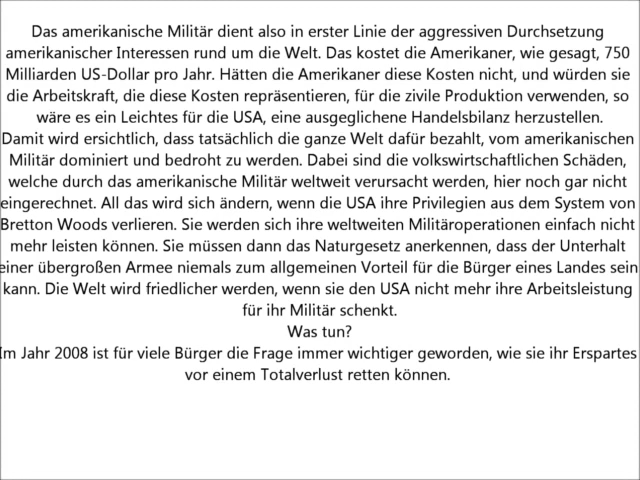 Das amerikanische Militär dient also in erster Linie der aggressiven Durchsetzung
amerikanischer Interessen rund um die Welt. Das kostet die Amerikaner, wie gesagt, 750
Milliarden US-Dollar pro Jahr. Hätten die Amerikaner diese Kosten nicht, und würden sie
die Arbeitskraft, die diese Kosten repräsentieren, für die zivile Produktion verwenden, so
wäre es ein Leichtes für die USA, eine ausgeglichene Handelsbilanz herzustellen.
Damit wird ersichtlich, dass tatsächlich die ganze Welt dafür bezahlt, vom amerikanischen
Militär dominiert und bedroht zu werden. Dabei sind die volkswirtschaftlichen Schäden,
welche durch das amerikanische Militär weltweit verursacht werden, hier noch gar nicht
eingerechnet. All das wird sich ändern, wenn die USA ihre Privilegien aus dem System von
Bretton Woods verlieren. Sie werden sich ihre weltweiten Militäroperationen einfach nicht
mehr leisten können. Sie müssen dann das Naturgesetz anerkennen, dass der Unterhalt
einer übergroßen Armee niemals zum allgemeinen Vorteil für die Bürger eines Landes sein
kann. Die Welt wird friedlicher werden, wenn sie den USA nicht mehr ihre Arbeitsleistung
für ihr Militär schenkt.
Was tun?
Im Jahr 2008 ist für viele Bürger die Frage immer wichtiger geworden, wie sie ihr Erspartes
vor einem Totalverlust retten können.